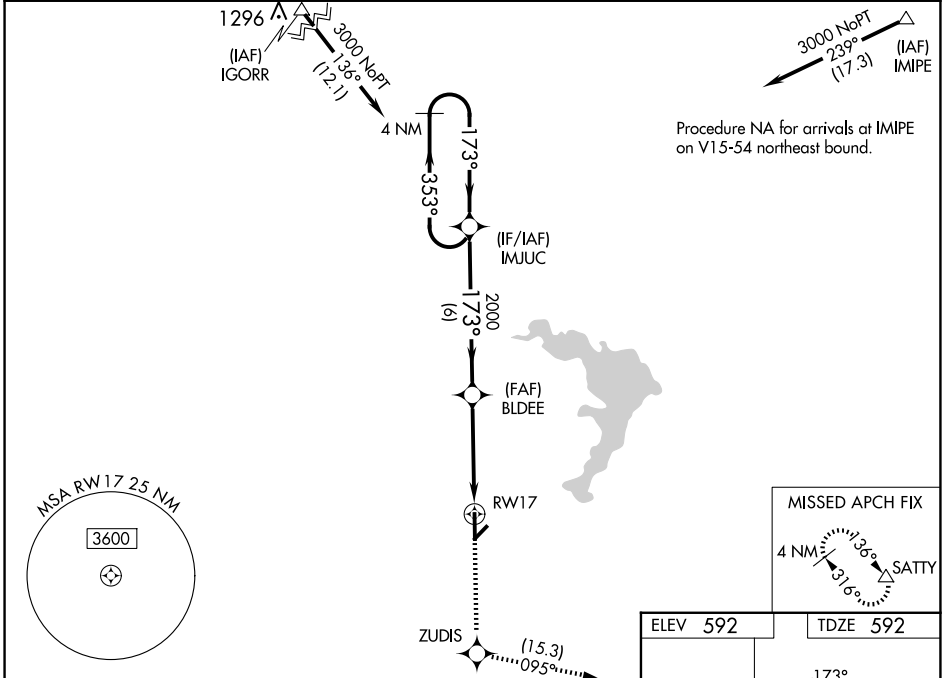 1296
(IAF)
IGORR
3000 NoPT
136°
(12.1)
3000 NoPT
239°
(17.3)
(IAF)
IMIPE
Procedure NA for arrivals at IMIPE
on V15-54 northeast bound.
4 NM
173°
353°
(IF/IAF)
IMJUC
2000
173°
(6)
(FAF)
BLDEE
RW17
MSA RW17 25 NM
3600
MISSED APCH FIX
4 NM
136°
316°
SATTY
ZUDIS
(15.3)
095°
ELEV 592
TDZE 592
173°